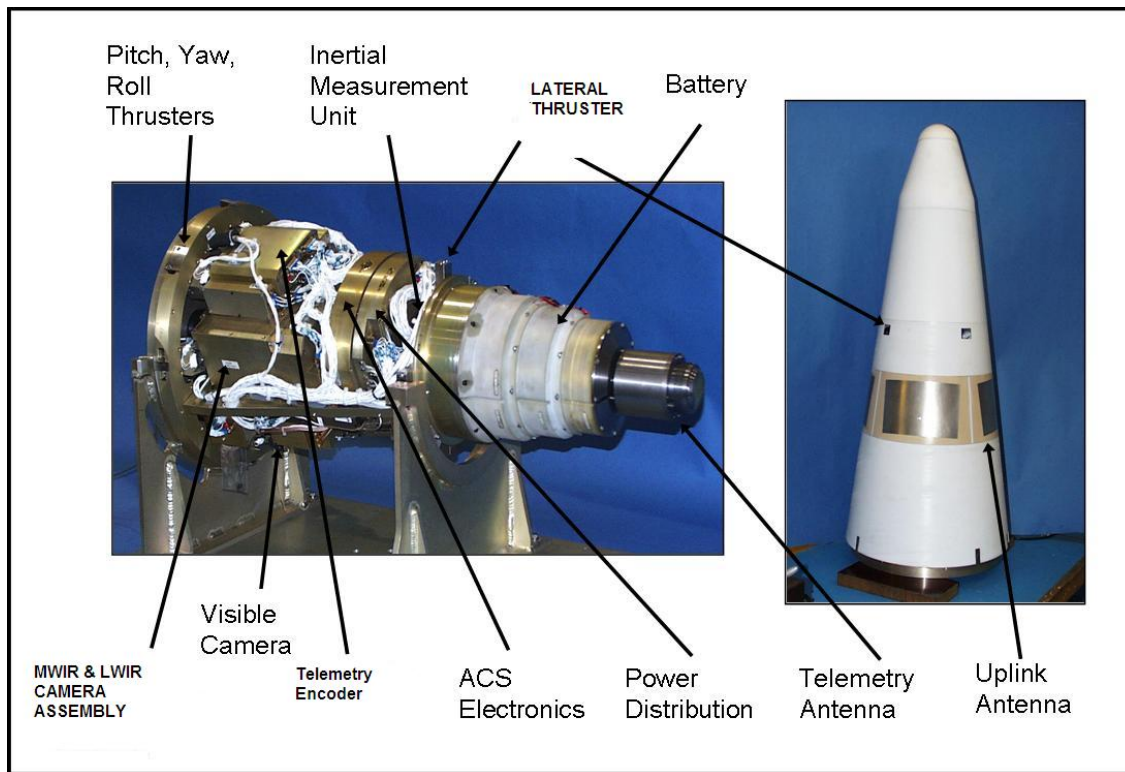 Pitch, Yaw,
Roll
Thrusters
Inertial
Measurement
Unit
LATERAL
THRUSTER
Battery
Visible
Camera
MWIR & LWIR
CAMERA
ASSEMBLY
Telemetry
Encoder
ACS
Electronics
Power
Distribution
Telemetry
Antenna
Uplink
Antenna